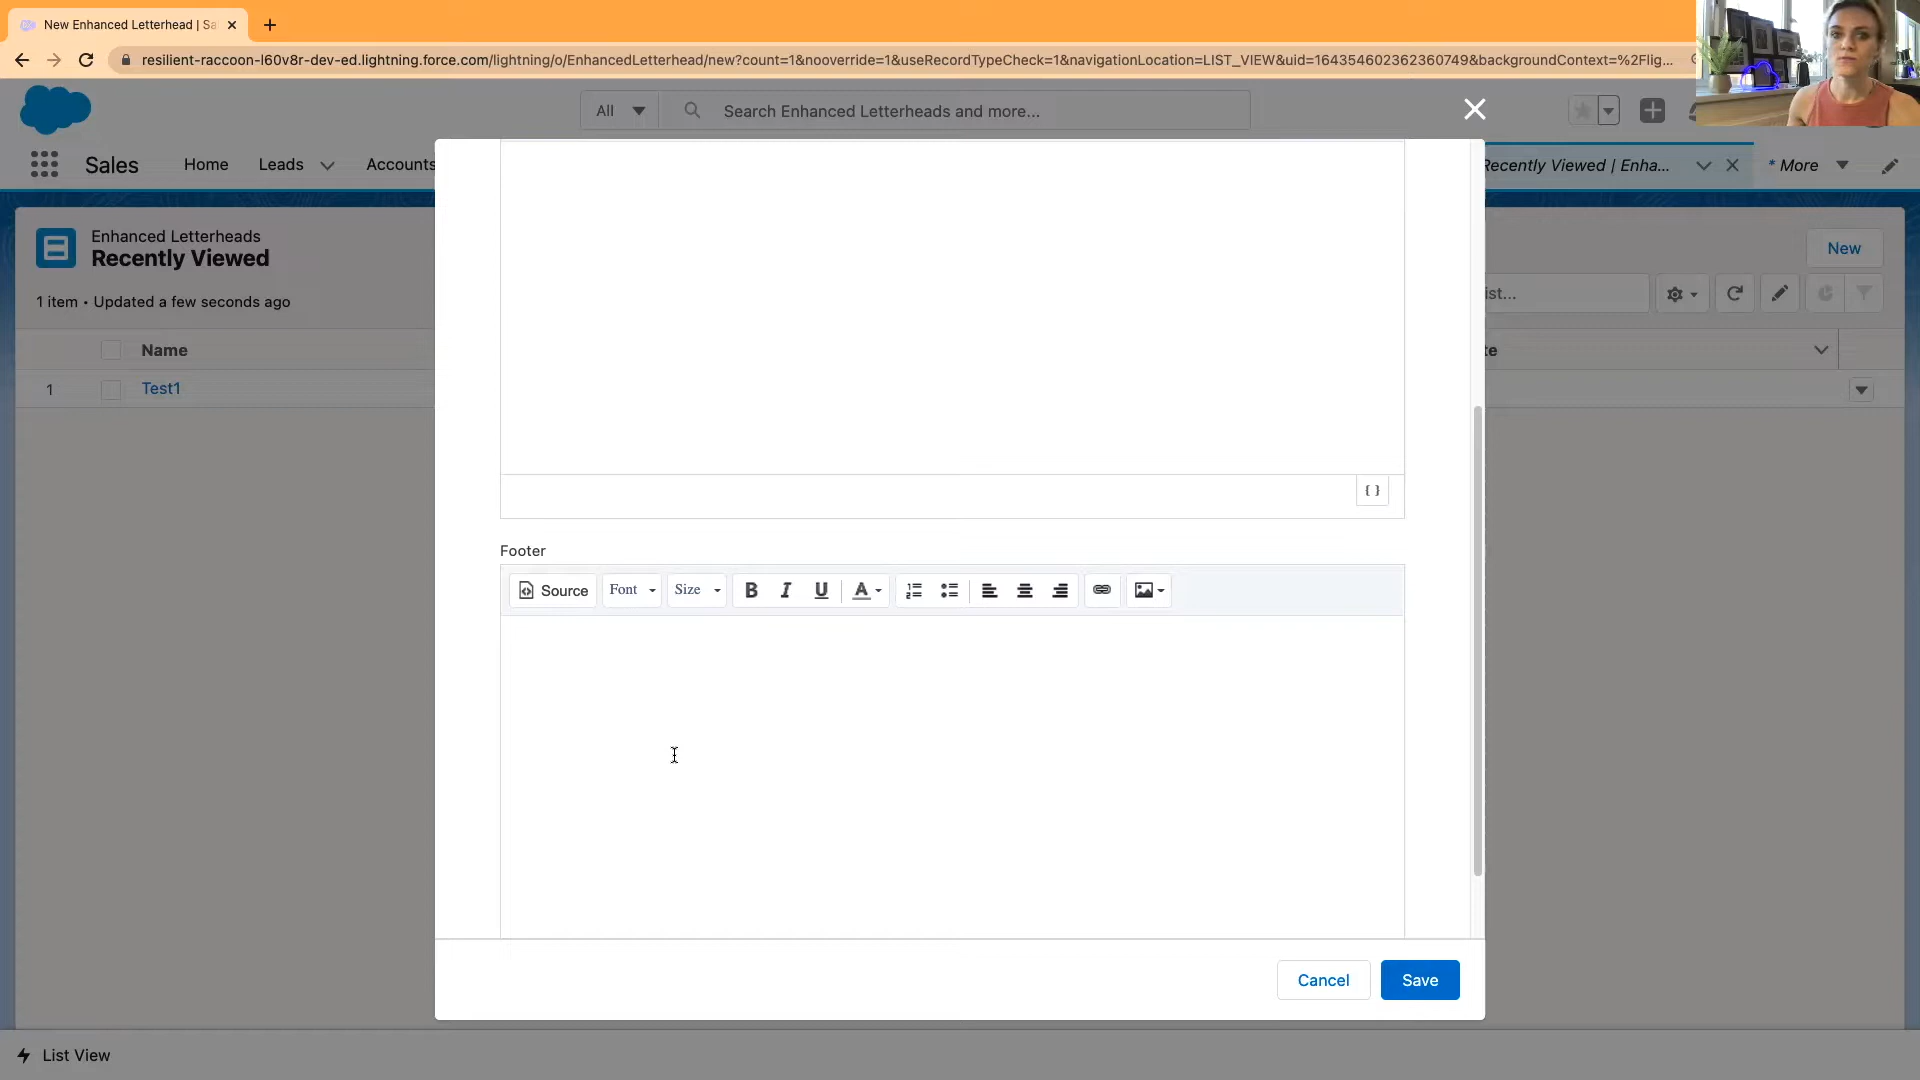 New Enhanced Letterhead | Sa
resilient-raccoon-l60v8r-dev-ed.lightning.force.com/lightning/o/EnhancedLetterhead/new?count=1&nooverride=1&useRecordTypeCheck=1&navigationLocation=LIST_VIEW&uid=164354602362360749&backgroundContext=%2Flig...
All
Search Enhanced Letterheads and more...
Sales
Home
Leads
Accounts
Recently Viewed | Enha...
* More
Enhanced Letterheads
Recently Viewed
New
1 item • Updated a few seconds ago
ist...
Name
te
1
Test1
{ }
Footer
Source
Font
Size
B
I
U
A
Cancel
Save
List View